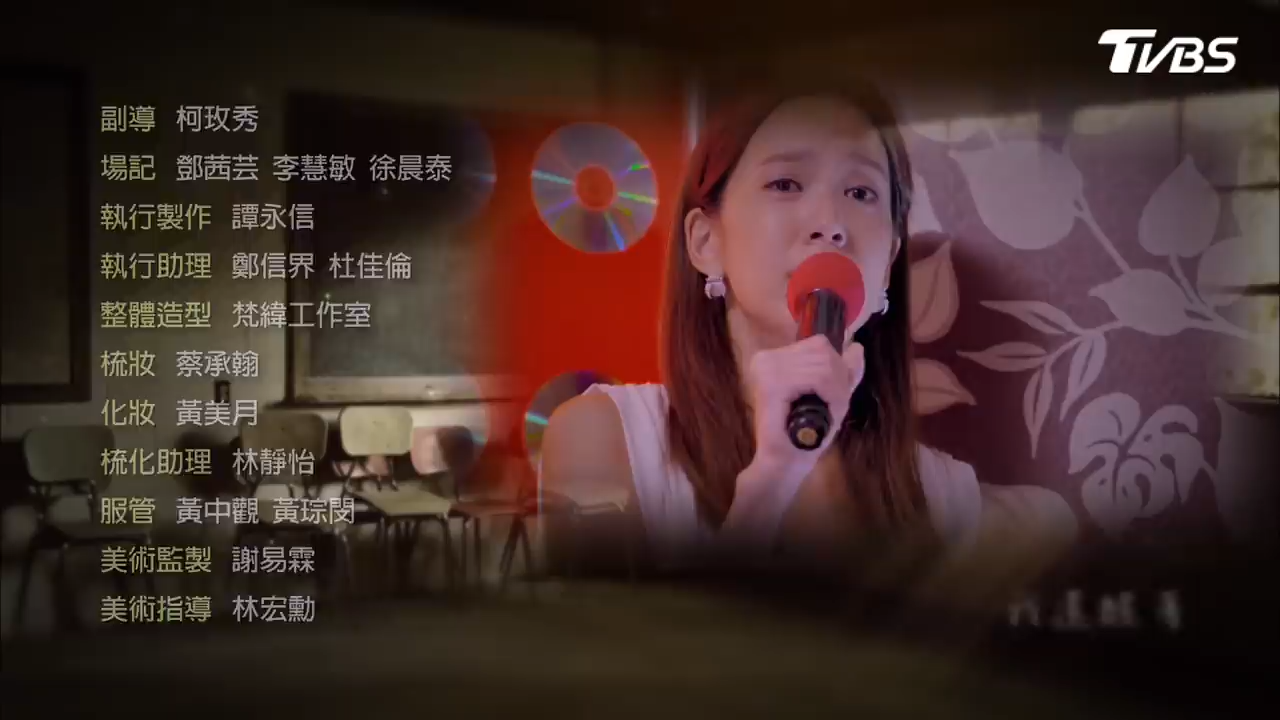 TVBS
副導 柯玫秀
場記 鄧茜芸 李慧敏 徐晨泰
執行製作 譚永信
執行助理 鄭信界 杜佳倫
整體造型 梵緯工作室
梳妝 蔡承翰
化妝 黃美月
梳化助理 林靜怡
服管 黃中觀 黃琮閔
美術監製 謝易霖
美術指導 林宏勳